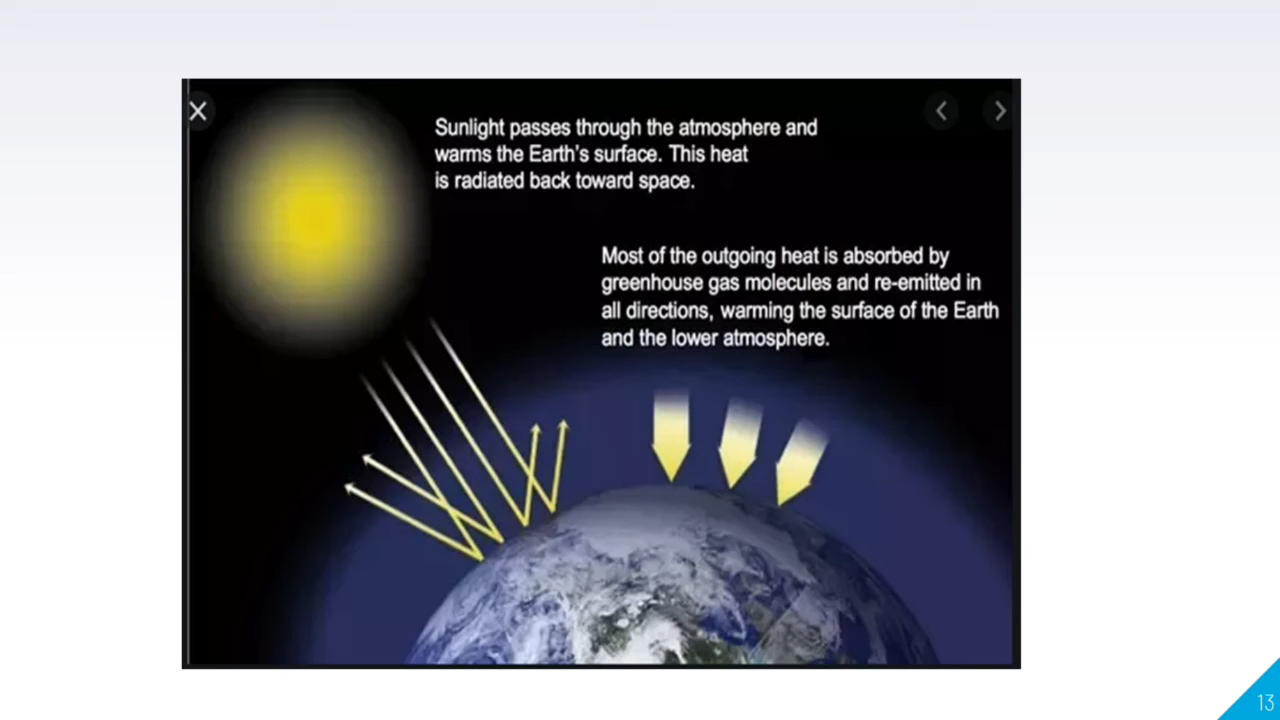 Sunlight passes through the atmosphere and
warms the Earth's surface. This heat
is radiated back toward space.
Most of the outgoing heat is absorbed by
greenhouse gas molecules and re-emitted in
all directions, warming the surface of the Earth
and the lower atmosphere.
13